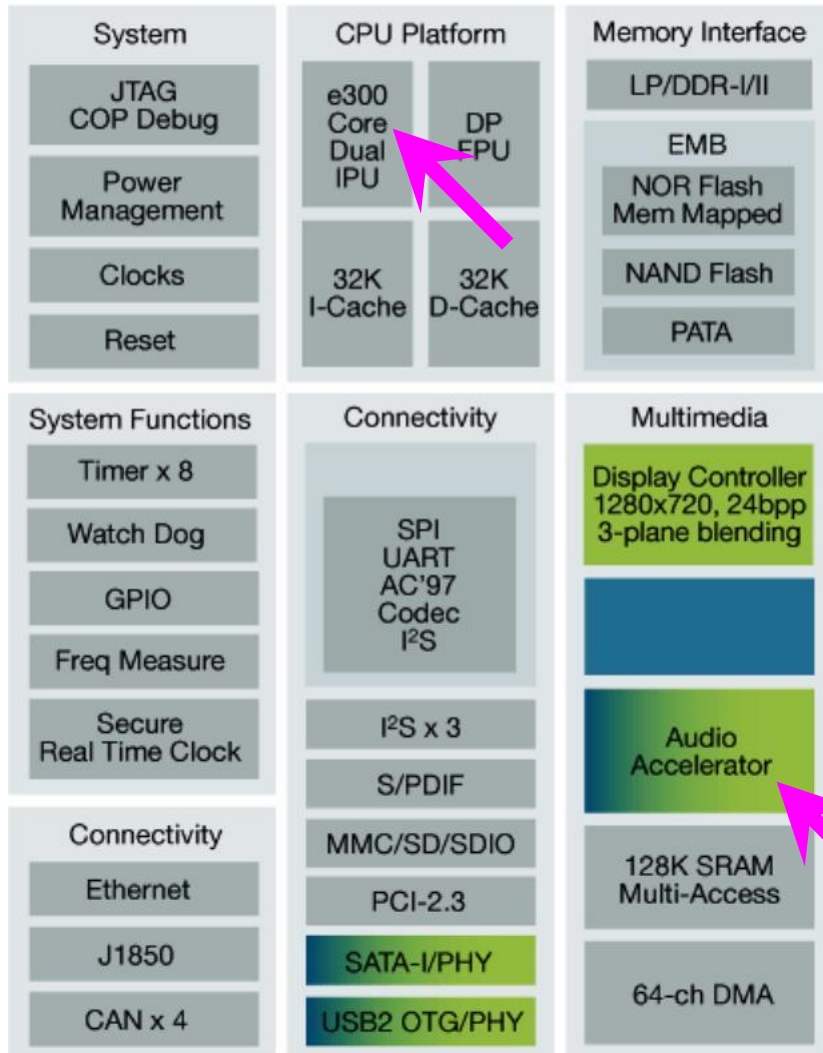 System
JTAG
COP Debug
Power
Management
Clocks
Reset
CPU Platform
e300
Core
Dual
IPU
DP
FPU
32K
I-Cache
32K
D-Cache
Memory Interface
LP/DDR-I/II
EMB
NOR Flash
Mem Mapped
NAND Flash
PATA
System Functions
Timer x 8
Watch Dog
GPIO
Freq Measure
Secure
Real Time Clock
Connectivity
Ethernet
J1850
CAN x 4
Connectivity
SPI
UART
AC'97
Codec
I²S
I²S x 3
S/PDIF
MMC/SD/SDIO
PCI-2.3
SATA-I/PHY
USB2 OTG/PHY
Multimedia
Display Controller
1280x720, 24bpp
3-plane blending
Audio
Accelerator
128K SRAM
Multi-Access
64-ch DMA